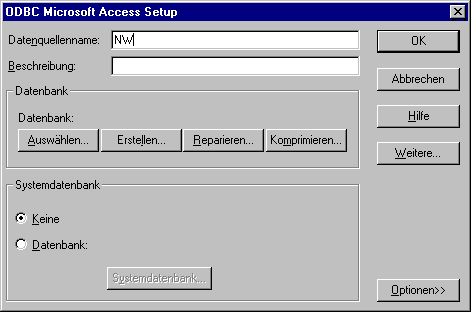 ODBC Microsoft Access Setup
Datenquellenname: NW
OK
Beschreibung:
Abbrechen
Datenbank
Datenbank:
Hilfe
Auswählen... Erstellen... Reparieren... Komprimieren...
Weitere...
Systemdatenbank
Keine
Datenbank:
Systemdatenbank...
Optionen>>